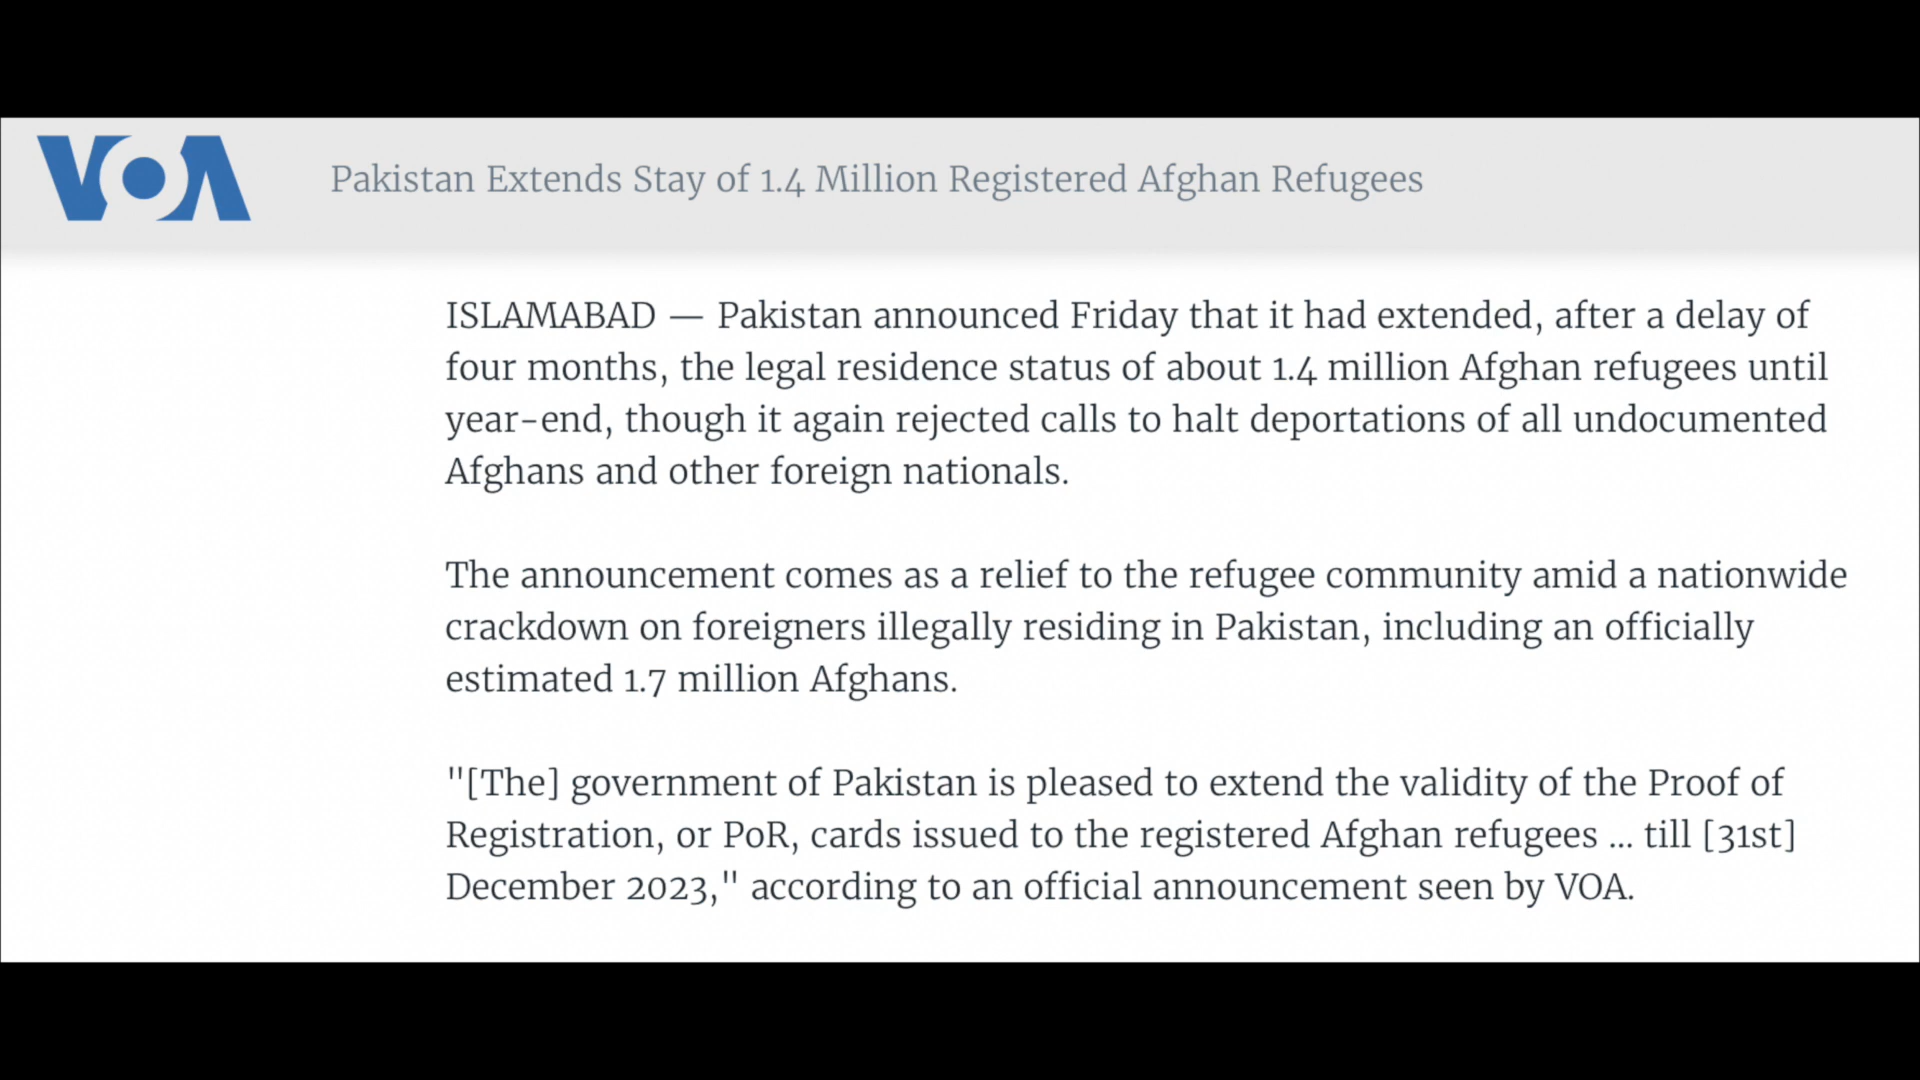 VOA
Pakistan Extends Stay of 1.4 Million Registered Afghan Refugees
ISLAMABAD — Pakistan announced Friday that it had extended, after a delay of
four months, the legal residence status of about 1.4 million Afghan refugees until
year-end, though it again rejected calls to halt deportations of all undocumented
Afghans and other foreign nationals.
The announcement comes as a relief to the refugee community amid a nationwide
crackdown on foreigners illegally residing in Pakistan, including an officially
estimated 1.7 million Afghans.
"[The] government of Pakistan is pleased to extend the validity of the Proof of
Registration, or PoR, cards issued to the registered Afghan refugees ... till [31st]
December 2023," according to an official announcement seen by VOA.